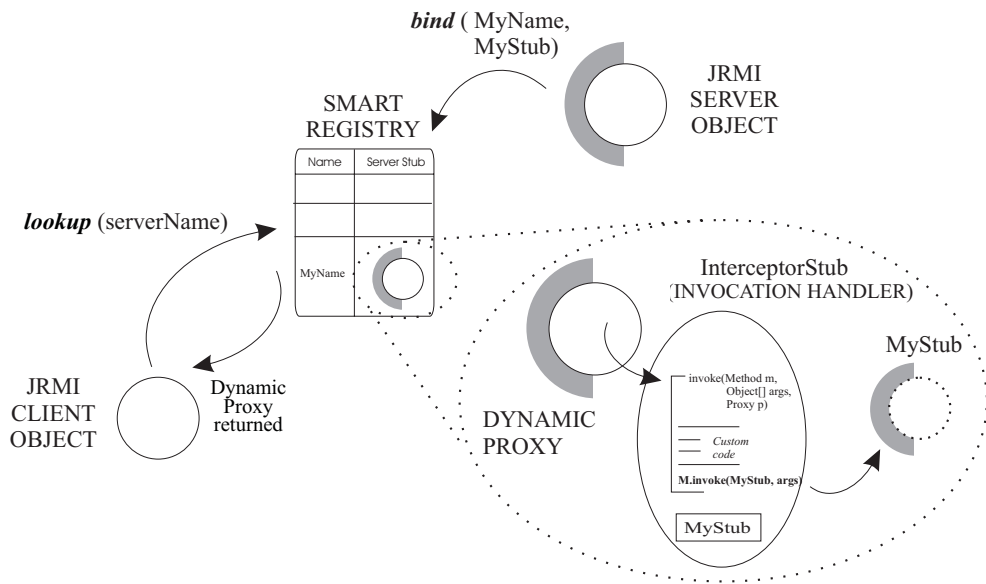 bind ( MyName,
MyStub)
JRMI
SERVER
OBJECT
SMART
REGISTRY
Name Server Stub
lookup (serverName)
MyName
InterceptorStub
(INVOCATION HANDLER)
MyStub
JRMI
CLIENT
OBJECT
Dynamic
Proxy
returned
DYNAMIC
PROXY
invoke(Method m,
Object[] args,
Proxy p)
Custom
code
M.invoke(MyStub, args)
MyStub